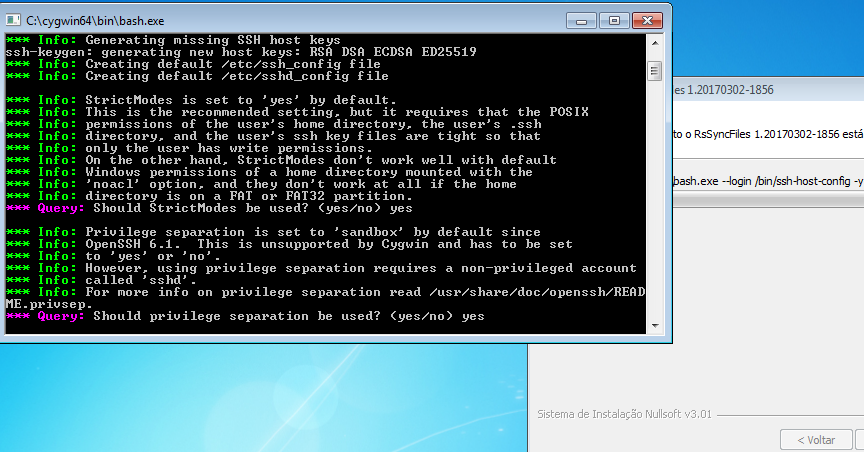 C:\cygwin64\bin\bash.exe
*** Info: Generating missing SSH host keys
ssh-keygen: generating new host keys: RSA DSA ECDSA ED25519
*** Info: Creating default /etc/ssh_config file
*** Info: Creating default /etc/sshd_config file
*** Info: StrictModes is set to 'yes' by default.
*** Info: This is the recommended setting, but it requires that the POSIX
*** Info: permissions of the user's home directory, the user's .ssh
*** Info: directory, and the user's ssh key files are tight so that
*** Info: only the user has write permissions.
*** Info: On the other hand, StrictModes don't work well with default
*** Info: Windows permissions of a home directory mounted with the
*** Info: 'noacl' option, and they don't work at all if the home
*** Info: directory is on a FAT or FAT32 partition.
*** Query: Should StrictModes be used? (yes/no) yes
*** Info: Privilege separation is set to 'sandbox' by default since
*** Info: OpenSSH 6.1.  This is unsupported by Cygwin and has to be set
*** Info: to 'yes' or 'no'.
*** Info: However, using privilege separation requires a non-privileged account
*** Info: called 'sshd'.
*** Info: For more info on privilege separation read /usr/share/doc/openssh/READ
ME.privsep.
*** Query: Should privilege separation be used? (yes/no) yes
es 1.20170302-1856
to o RsSyncFiles 1.20170302-1856 está
bash.exe --login /bin/ssh-host-config -y
Sistema de Instalação Nullsoft v3.01
< Voltar